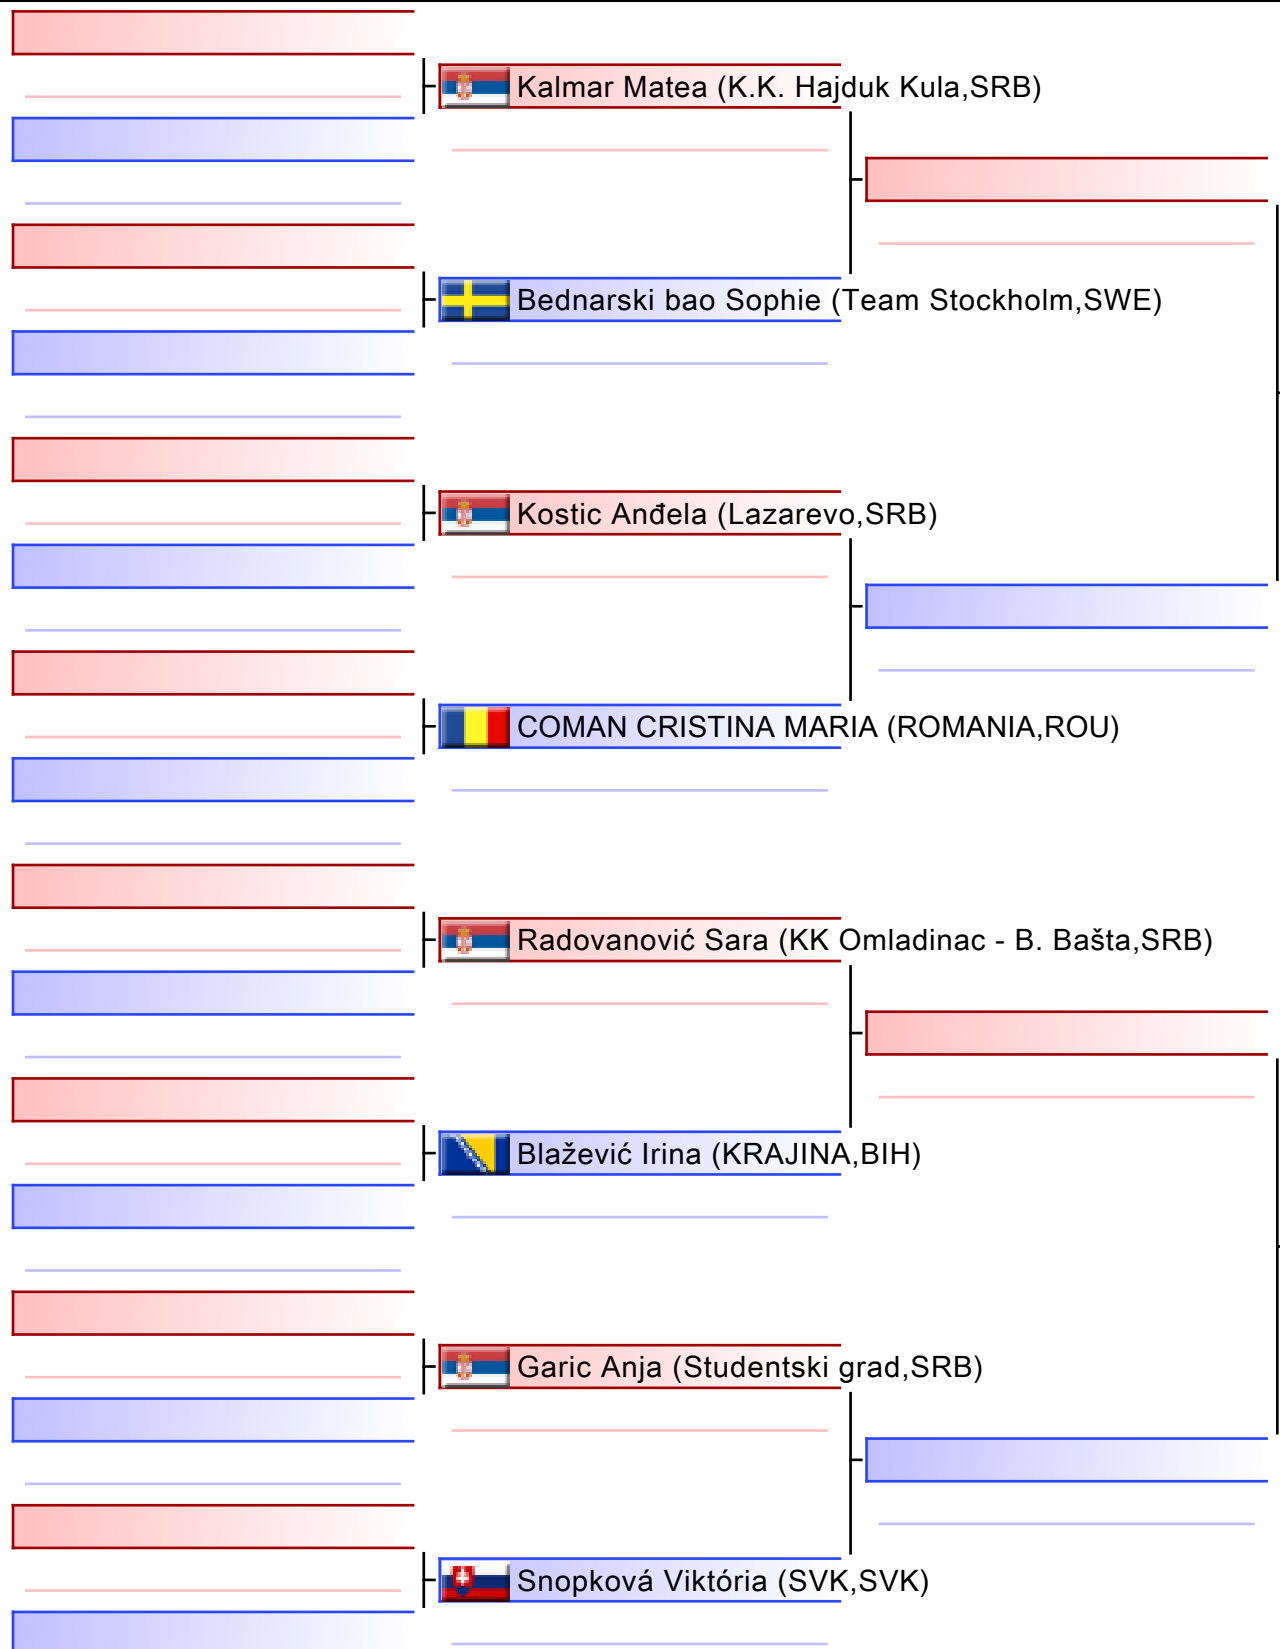 Kalmar Matea (K.K. Hajduk Kula,SRB)
Bednarski bao Sophie (Team Stockholm,SWE)
Kostic Anđela (Lazarevo,SRB)
COMAN CRISTINA MARIA (ROMANIA,ROU)
Radovanović Sara (KK Omladinac - B. Bašta,SRB)
Blažević Irina (KRAJINA,BIH)
Garic Anja (Studentski grad,SRB)
Snopková Viktória (SVK,SVK)